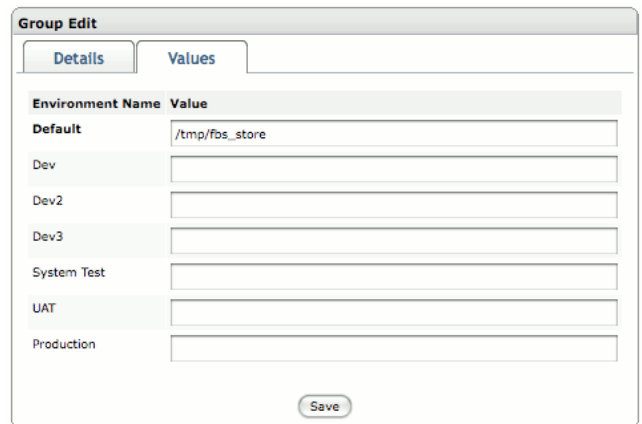 Group Edit
Details Values
Environment Name Value
Default /tmp/fbs_store
Dev
Dev2
Dev3
System Test
UAT
Production
Save